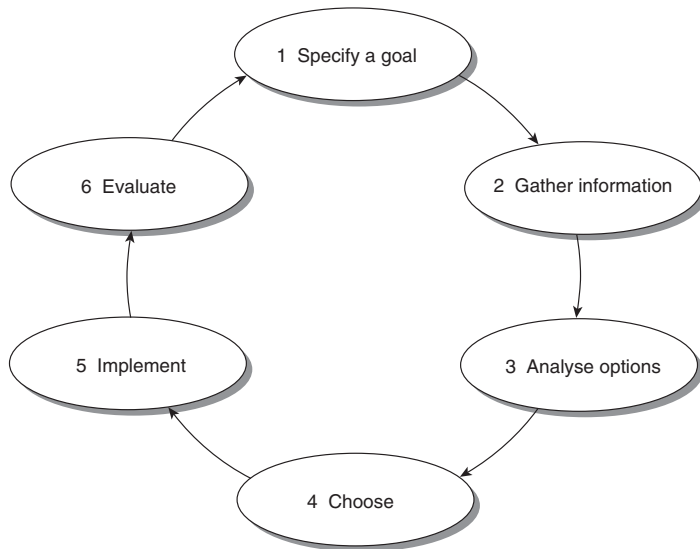 1 Specify a goal
2 Gather information
3 Analyse options
4 Choose
5 Implement
6 Evaluate